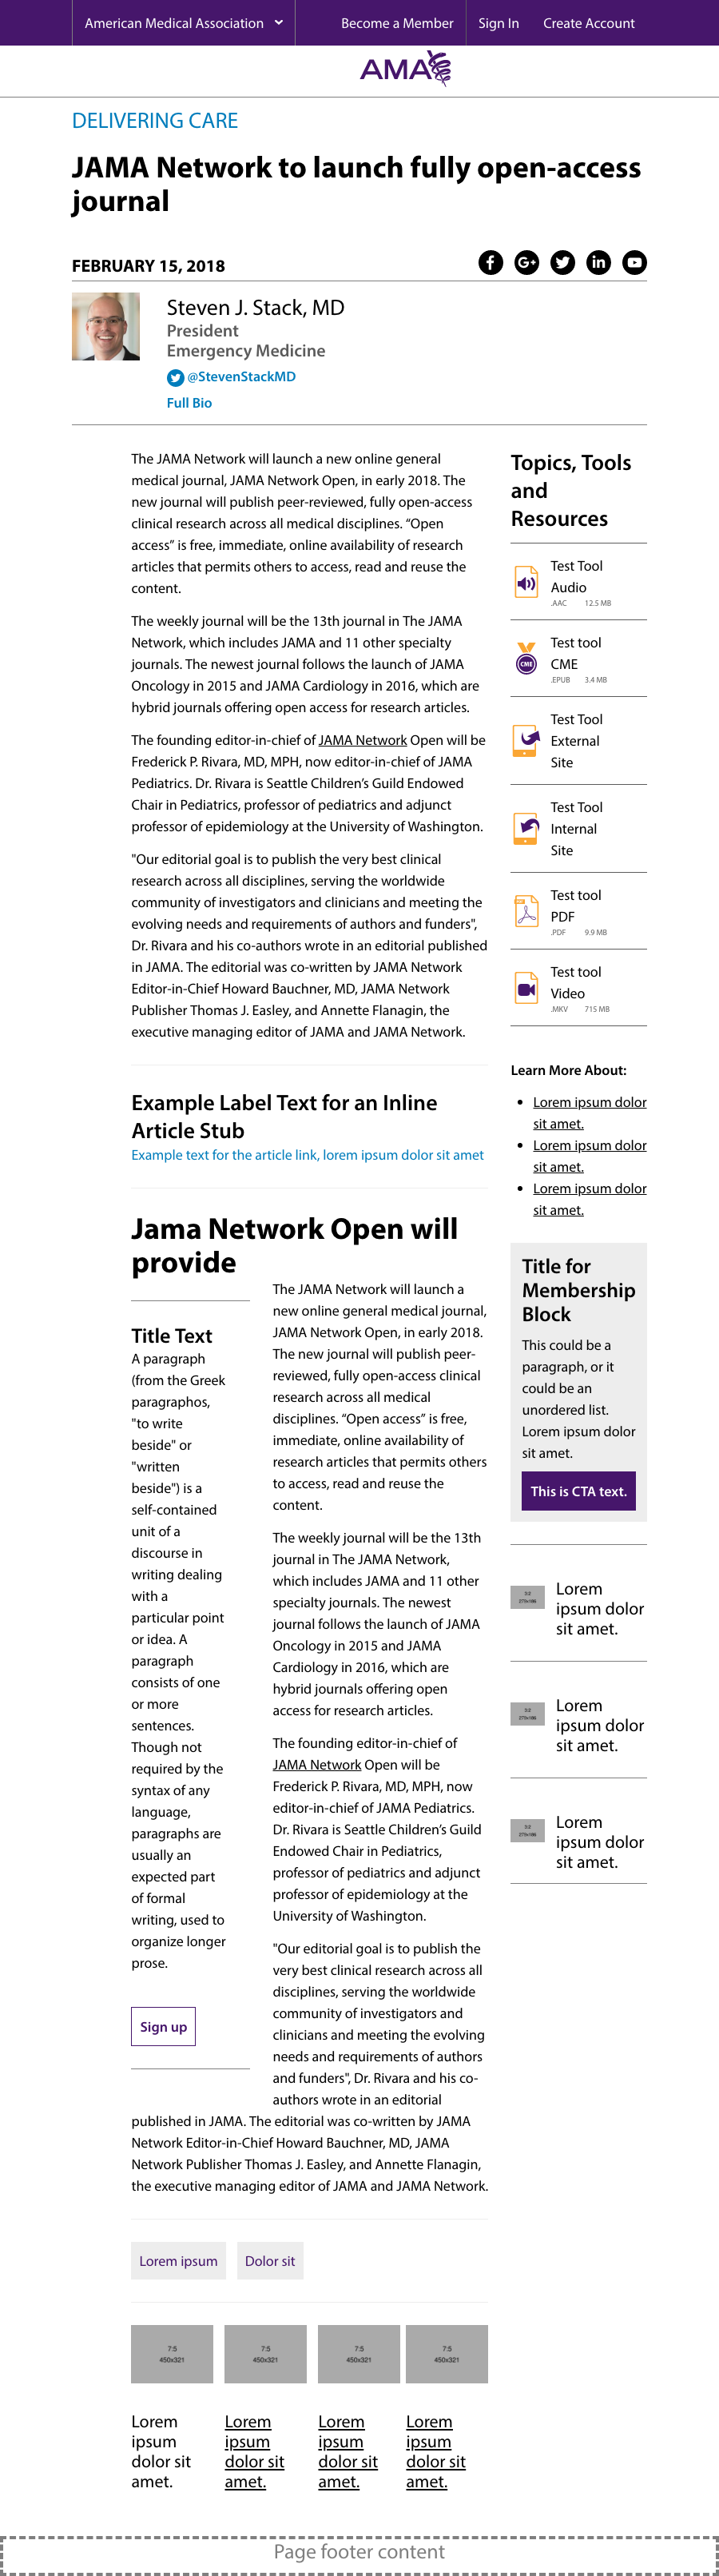 American Medical Association
Become a Member
Sign In
Create Account
AMA
DELIVERING CARE
JAMA Network to launch fully open-access
journal
FEBRUARY 15, 2018
Steven J. Stack, MD
President
Emergency Medicine
@StevenStackMD
Full Bio
The JAMA Network will launch a new online general
medical journal, JAMA Network Open, in early 2018. The
new journal will publish peer-reviewed, fully open-access
clinical research across all medical disciplines. “Open
access” is free, immediate, online availability of research
articles that permits others to access, read and reuse the
content.
The weekly journal will be the 13th journal in The JAMA
Network, which includes JAMA and 11 other specialty
journals. The newest journal follows the launch of JAMA
Oncology in 2015 and JAMA Cardiology in 2016, which are
hybrid journals offering open access for research articles.
The founding editor-in-chief of JAMA Network Open will be
Frederick P. Rivara, MD, MPH, now editor-in-chief of JAMA
Pediatrics. Dr. Rivara is Seattle Children’s Guild Endowed
Chair in Pediatrics, professor of pediatrics and adjunct
professor of epidemiology at the University of Washington.
"Our editorial goal is to publish the very best clinical
research across all disciplines, serving the worldwide
community of investigators and clinicians and meeting the
evolving needs and requirements of authors and funders",
Dr. Rivara and his co-authors wrote in an editorial published
in JAMA. The editorial was co-written by JAMA Network
Editor-in-Chief Howard Bauchner, MD, JAMA Network
Publisher Thomas J. Easley, and Annette Flanagin, the
executive managing editor of JAMA and JAMA Network.
Example Label Text for an Inline
Article Stub
Example text for the article link, lorem ipsum dolor sit amet
Jama Network Open will
provide
Title Text
A paragraph
(from the Greek
paragraphos,
"to write
beside" or
"written
beside") is a
self-contained
unit of a
discourse in
writing dealing
with a
particular point
or idea. A
paragraph
consists of one
or more
sentences.
Though not
required by the
syntax of any
language,
paragraphs are
usually an
expected part
of formal
writing, used to
organize longer
prose.
Sign up
The JAMA Network will launch a
new online general medical journal,
JAMA Network Open, in early 2018.
The new journal will publish peer-
reviewed, fully open-access clinical
research across all medical
disciplines. “Open access” is free,
immediate, online availability of
research articles that permits others
to access, read and reuse the
content.
The weekly journal will be the 13th
journal in The JAMA Network,
which includes JAMA and 11 other
specialty journals. The newest
journal follows the launch of JAMA
Oncology in 2015 and JAMA
Cardiology in 2016, which are
hybrid journals offering open
access for research articles.
The founding editor-in-chief of
JAMA Network Open will be
Frederick P. Rivara, MD, MPH, now
editor-in-chief of JAMA Pediatrics.
Dr. Rivara is Seattle Children’s Guild
Endowed Chair in Pediatrics,
professor of pediatrics and adjunct
professor of epidemiology at the
University of Washington.
"Our editorial goal is to publish the
very best clinical research across all
disciplines, serving the worldwide
community of investigators and
clinicians and meeting the evolving
needs and requirements of authors
and funders", Dr. Rivara and his co-
authors wrote in an editorial
published in JAMA. The editorial was co-written by JAMA
Network Editor-in-Chief Howard Bauchner, MD, JAMA
Network Publisher Thomas J. Easley, and Annette Flanagin,
the executive managing editor of JAMA and JAMA Network.
Lorem ipsum
Dolor sit
7:5
450x321
7:5
450x321
7:5
450x321
7:5
450x321
Lorem
ipsum
dolor sit
amet.
Lorem
ipsum
dolor sit
amet.
Lorem
ipsum
dolor sit
amet.
Lorem
ipsum
dolor sit
amet.
Topics, Tools
and
Resources
Test Tool
Audio
.AAC 12.5 MB
CME
Test tool
CME
.EPUB 3.4 MB
Test Tool
External
Site
Test Tool
Internal
Site
Test tool
PDF
.PDF 9.9 MB
Test tool
Video
.MKV 715 MB
Learn More About:
Lorem ipsum dolor
sit amet.
Lorem ipsum dolor
sit amet.
Lorem ipsum dolor
sit amet.
Title for
Membership
Block
This could be a
paragraph, or it
could be an
unordered list.
Lorem ipsum dolor
sit amet.
This is CTA text.
Lorem
ipsum dolor
sit amet.
Lorem
ipsum dolor
sit amet.
Lorem
ipsum dolor
sit amet.
Page footer content